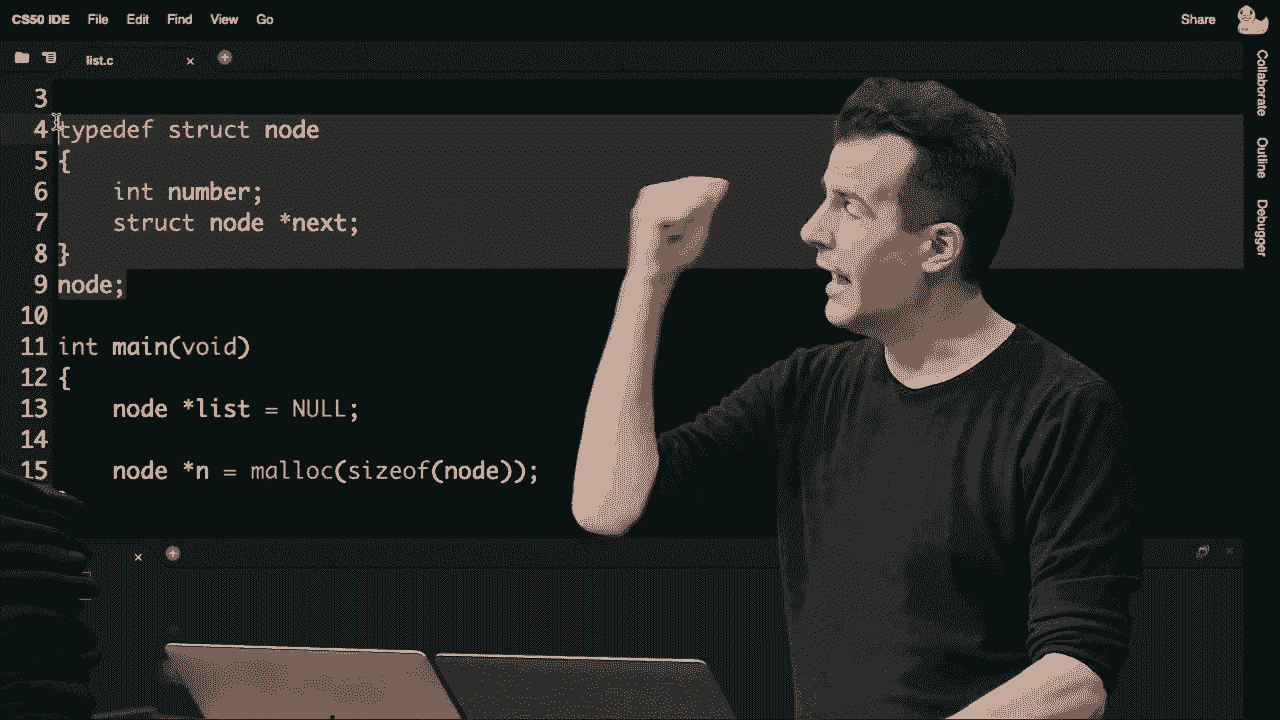 CS50 IDE File Edit Find View Go Share
list.c
3
4 typedef struct node
5 {
6 int number;
7 struct node *next;
8 }
9 node;
10
11 int main(void)
12 {
13 node *list = NULL;
14
15 node *n = malloc(sizeof(node));
Collaborate
Outline
Debugger